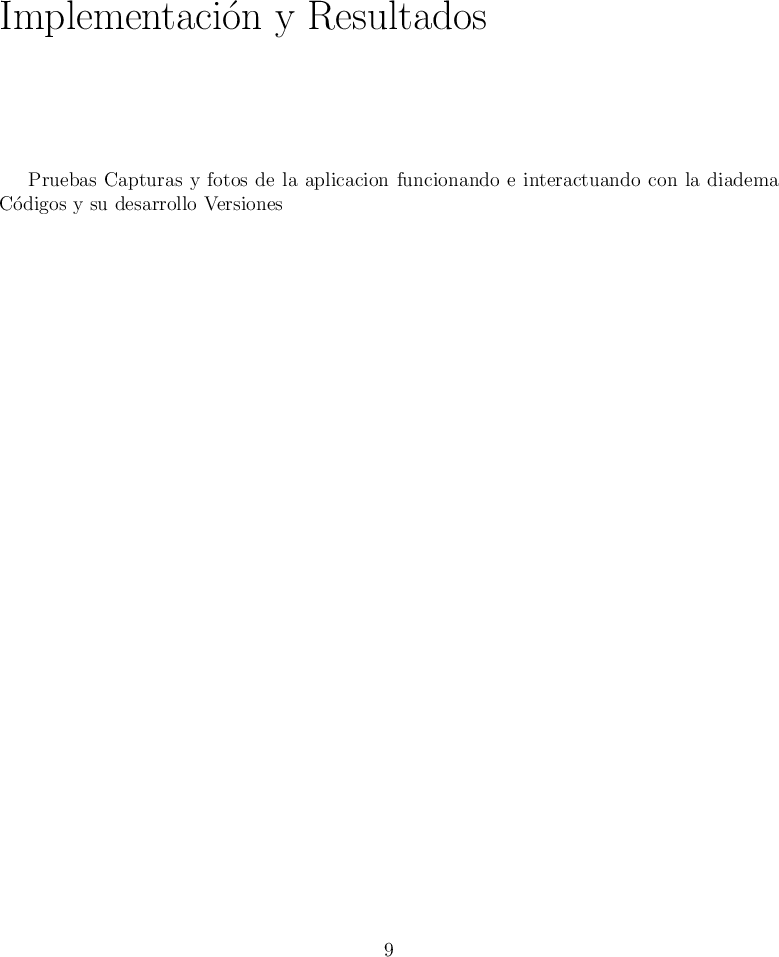 Implementación y Resultados
Pruebas Capturas y fotos de la aplicacion funcionando e interactuando con la diadema
Códigos y su desarrollo Versiones
9